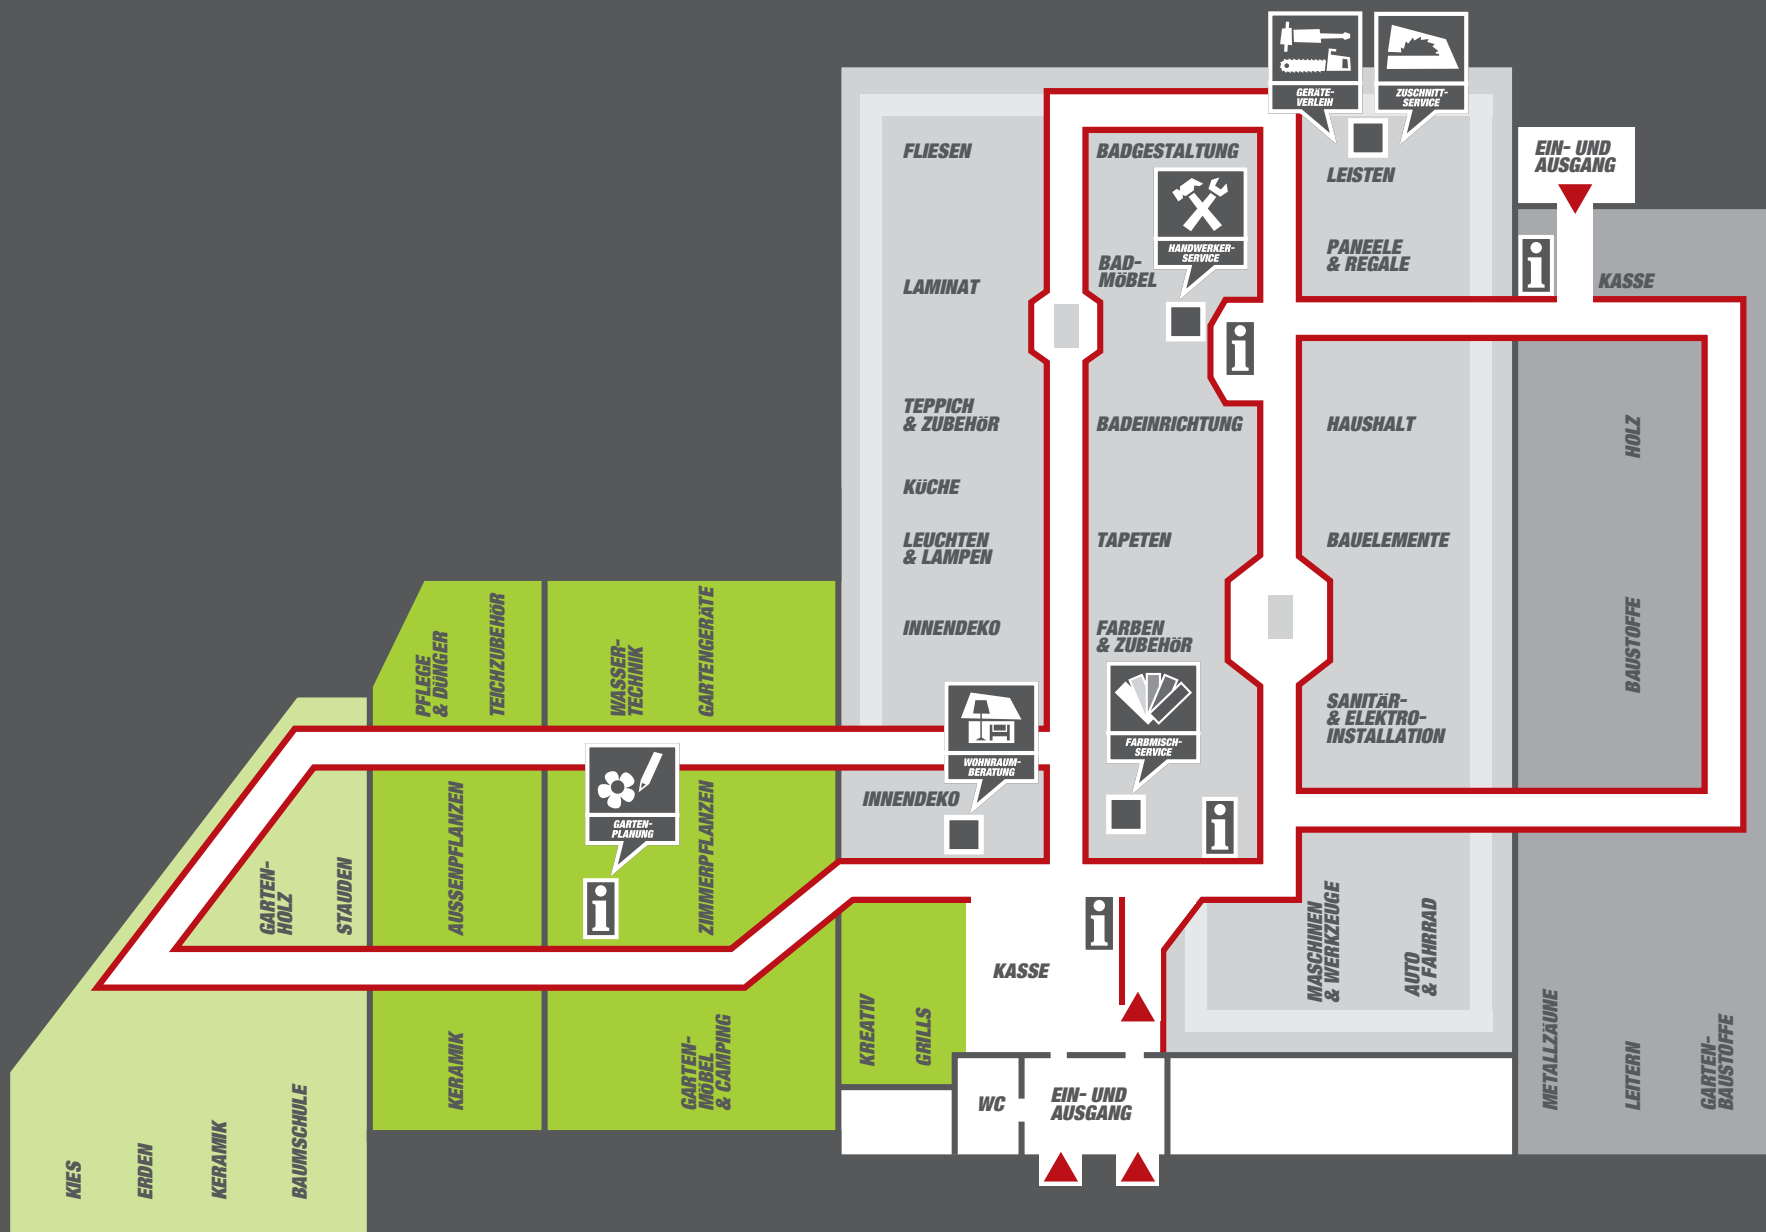 GERÄTE-
VERLEIH
ZUSCHNITT-
SERVICE
EIN- UND
AUSGANG
FLIESEN
BADGESTALTUNG
LEISTEN
HANDWERKER-
SERVICE
BAD-
MÖBEL
PANEELE
& REGALE
i
KASSE
LAMINAT
i
TEPPICH
& ZUBEHÖR
BADEINRICHTUNG
HAUSHALT
HOLZ
KÜCHE
LEUCHTEN
& LAMPEN
TAPETEN
BAUELEMENTE
INNENDEKO
FARBEN
& ZUBEHÖR
BAUSTOFFE
PFLEGE
& DÜNGER
TEICHZUBEHÖR
WASSER-
TECHNIK
GARTENGERÄTE
SANITÄR-
& ELEKTRO-
INSTALLATION
WOHNRAUM-
BERATUNG
FARBMISCH-
SERVICE
INNENDEKO
i
GARTEN-
PLANUNG
i
GARTEN-
HOLZ
STAUDEN
AUSSENPFLANZEN
ZIMMERPFLANZEN
i
KASSE
MASCHINEN
& WERKZEUGE
AUTO
& FAHRRAD
KREATIV
GRILLS
KERAMIK
GARTEN-
MÖBEL
& CAMPING
METALLZÄUNE
LEITERN
GARTEN-
BAUSTOFFE
WC
EIN- UND
AUSGANG
KIES
ERDEN
KERAMIK
BAUMSCHULE